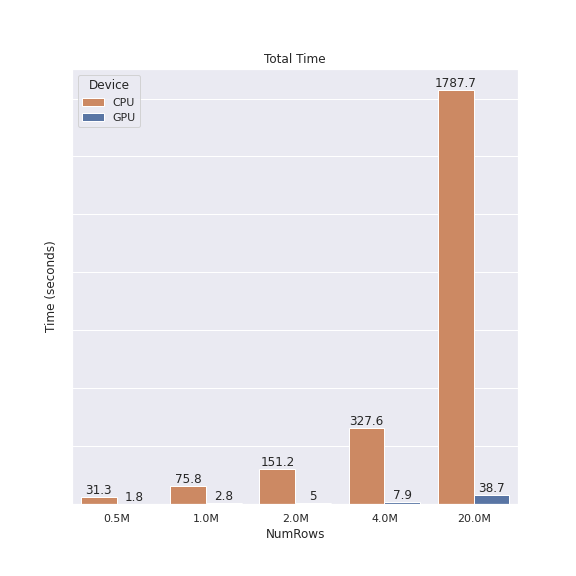 Total Time
Device
CPU
GPU
Time (seconds)
31.3
1.8
75.8
2.8
151.2
5
327.6
7.9
1787.7
38.7
0.5M
1.0M
2.0M
4.0M
20.0M
NumRows